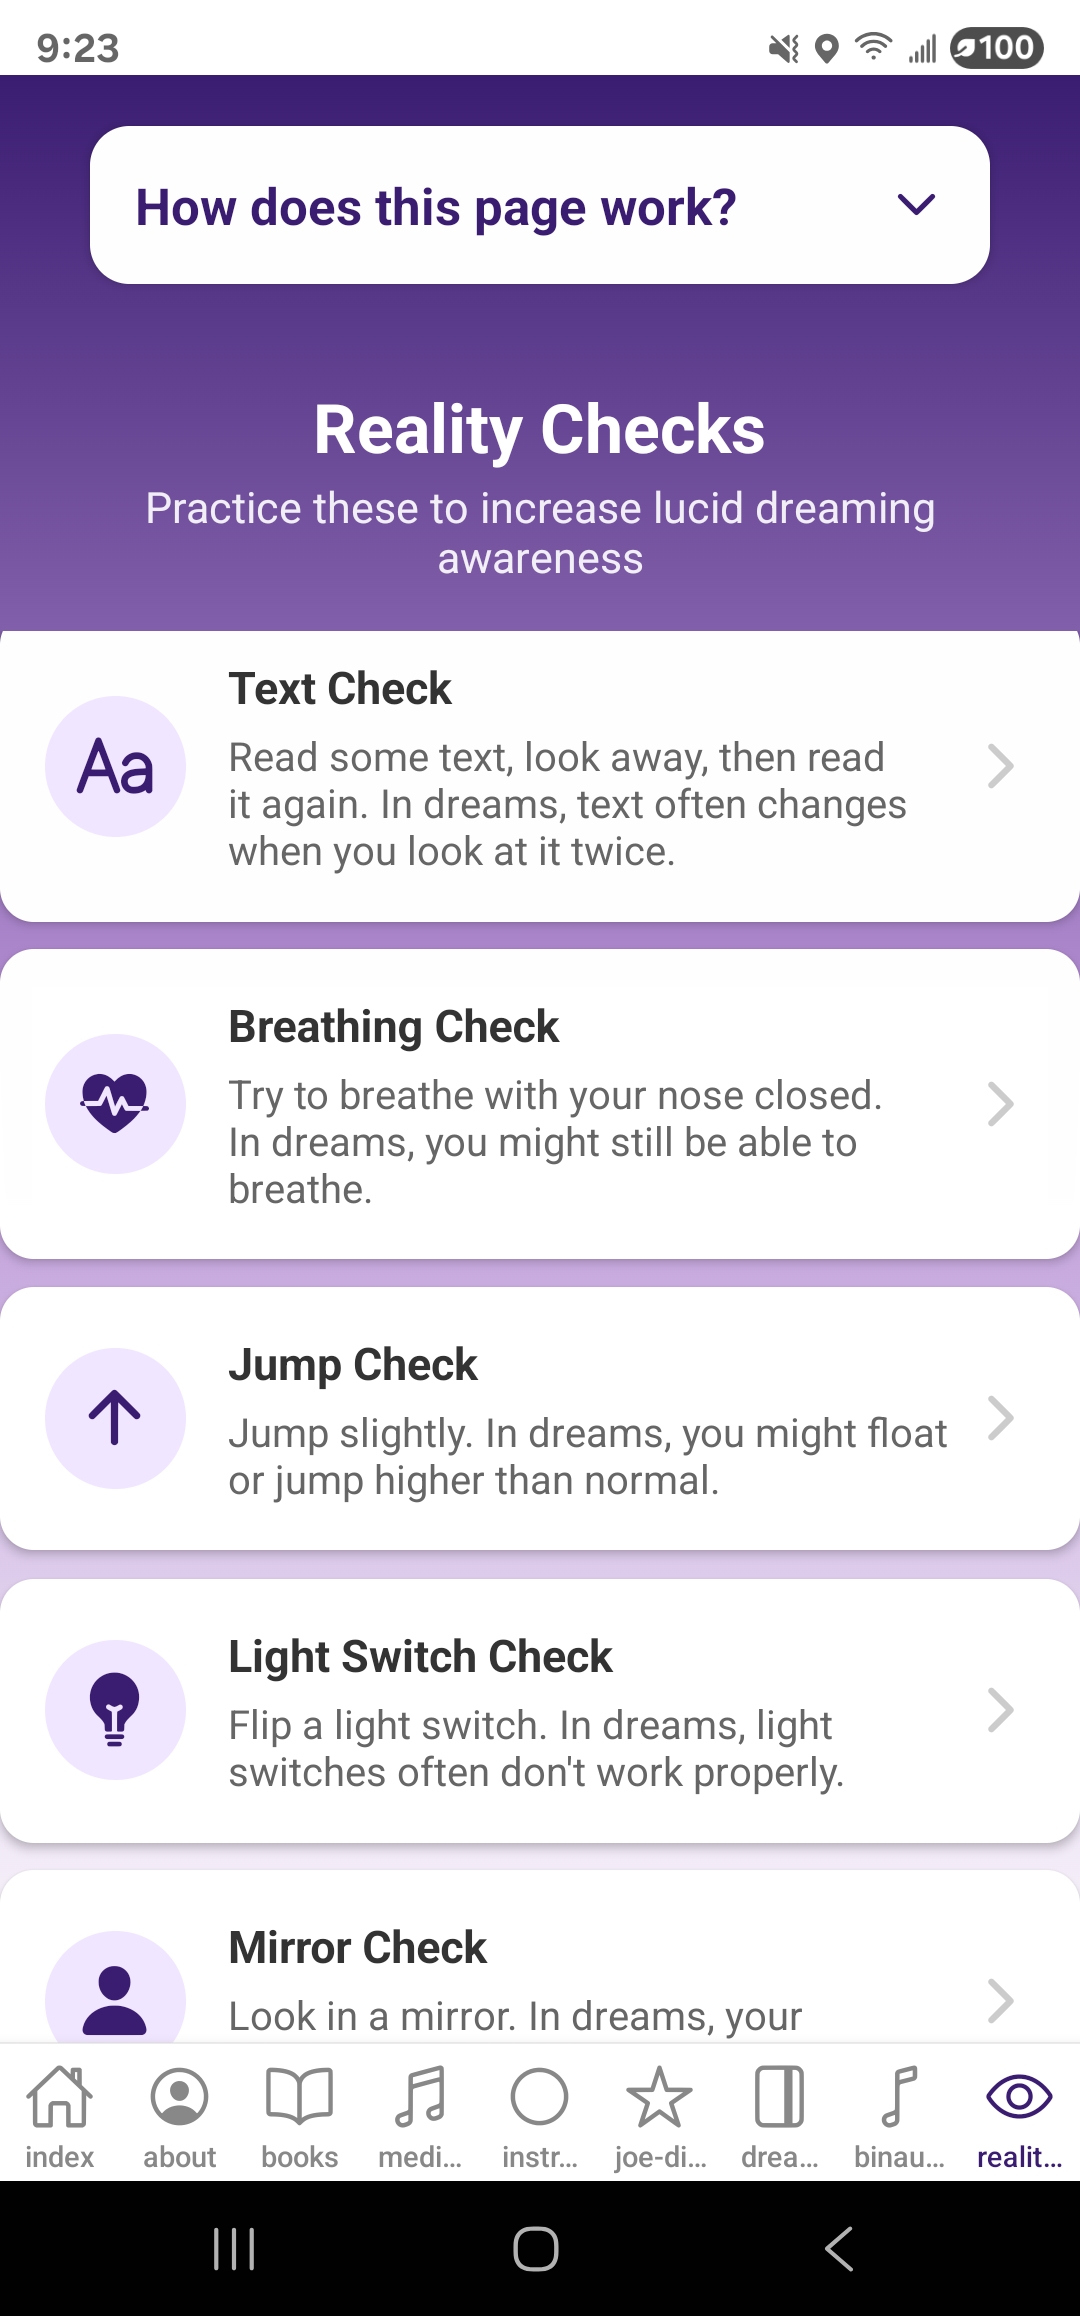 9:23
100
How does this page work?
Reality Checks
Practice these to increase lucid dreaming
awareness
Aa
Text Check
Read some text, look away, then read
it again. In dreams, text often changes
when you look at it twice.
Breathing Check
Try to breathe with your nose closed.
In dreams, you might still be able to
breathe.
Jump Check
Jump slightly. In dreams, you might float
or jump higher than normal.
Light Switch Check
Flip a light switch. In dreams, light
switches often don't work properly.
Mirror Check
Look in a mirror. In dreams, your
index about books medi... instr... joe-di... drea... binau... realit...